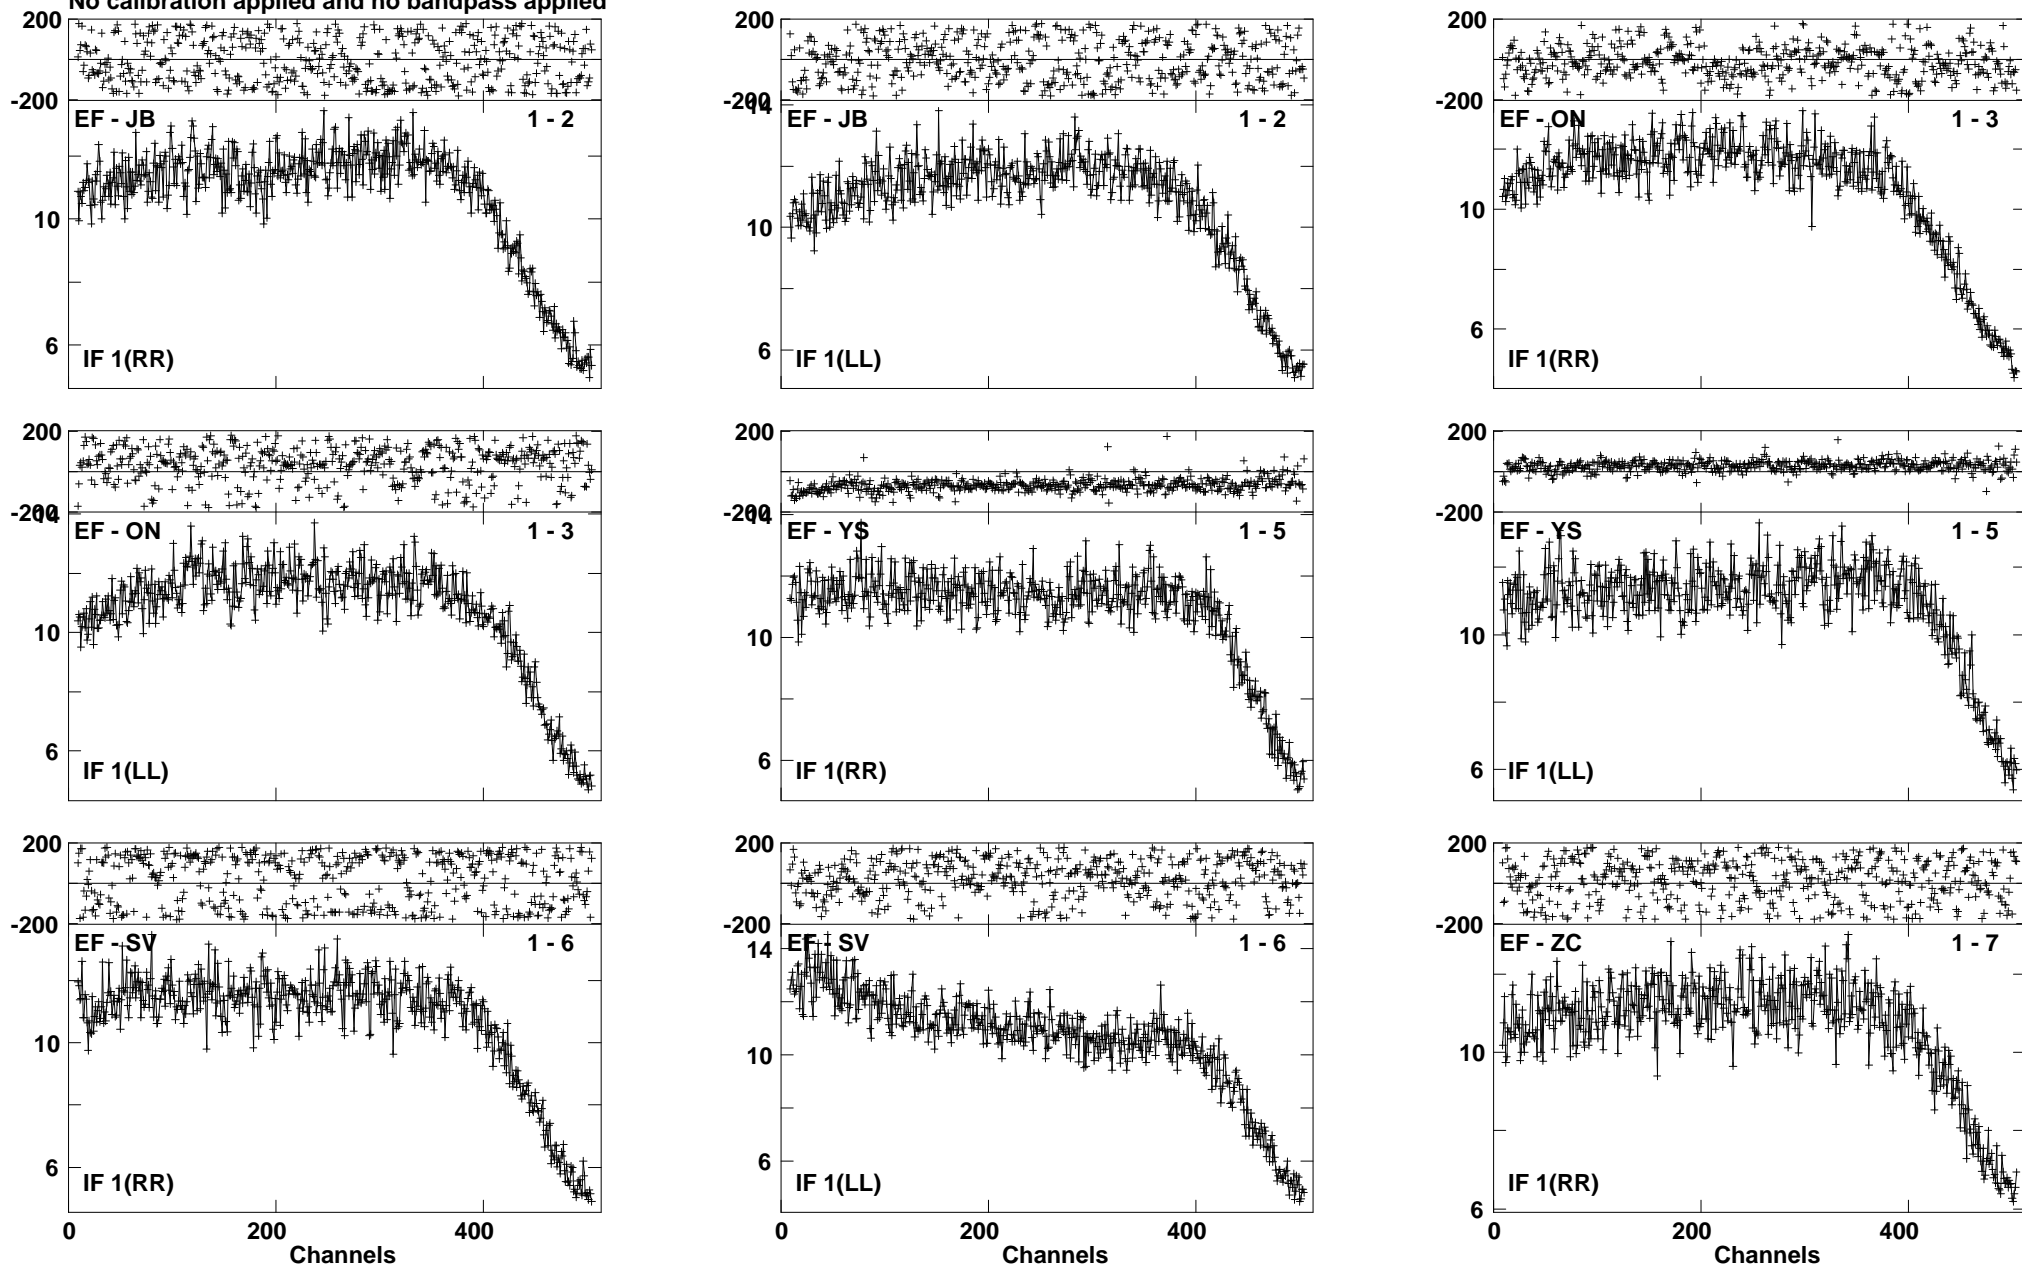 No calibration applied and no bandpass applied
200
-200
EF - JB 1 - 2
10
6
IF 1(RR)
200
-200
14
EF - JB 1 - 2
10
6
IF 1(LL)
200
-200
EF - ON 1 - 3
10
6
IF 1(RR)
200
-200
14
EF - ON 1 - 3
10
6
IF 1(LL)
200
-200
14
EF - YS 1 - 5
10
6
IF 1(RR)
200
-200
EF - YS 1 - 5
10
6
IF 1(LL)
200
-200
EF - SV 1 - 6
10
6
IF 1(RR)
0 200 400
Channels
200
-200
14
EF - SV 1 - 6
10
6
IF 1(LL)
0 200 400
Channels
200
-200
EF - ZC 1 - 7
10
6
IF 1(RR)
0 200 400
Channels